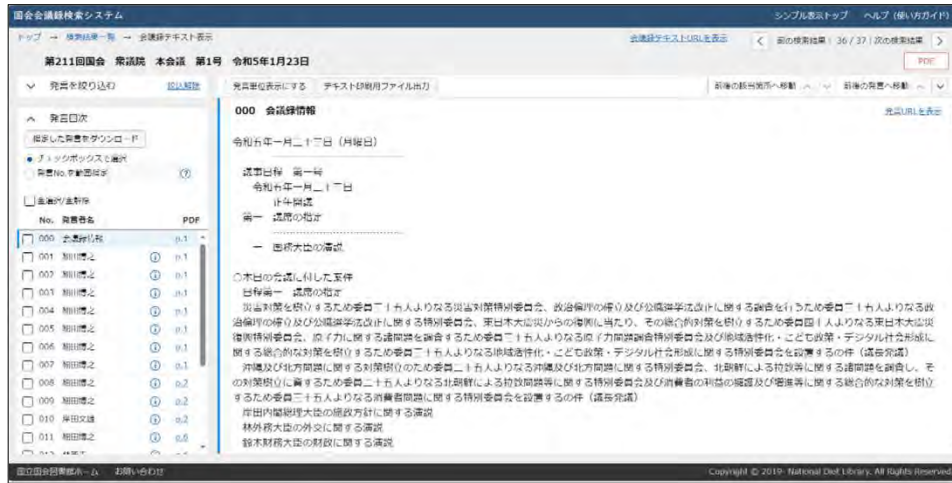 国会会議録検索システム
シンプル表示トップ ヘルプ（使い方ガイド）
トップ → 検索結果一覧 → 会議録テキスト表示
会議録テキストURLを表示
前の検索結果 36 / 37 次の検索結果
第211回国会 衆議院 本会議 第1号 令和5年1月23日
PDF
発言を絞り込む
絞込解除
発言単位表示にする
テキスト印刷用ファイル出力
前後の該当箇所へ移動
前後の発言へ移動
発言目次
指定した発言をダウンロード
チェックボックスで選択
発言No.を範囲指定
全選択/全解除
No. 発言者名 PDF
000 会議録情報 p.1
001 細田博之 p.1
002 細田博之 p.1
003 細田博之 p.1
004 細田博之 p.1
005 細田博之 p.1
006 細田博之 p.1
007 細田博之 p.1
008 細田博之 p.2
009 細田博之 p.2
010 岸田文雄 p.2
011 細田博之 p.6
000 会議録情報
発言URLを表示
令和五年一月二十三日（月曜日）
議事日程 第一号
令和五年一月二十三日
正午開議
第一 議席の指定
一 国務大臣の演説
○本日の会議に付した案件
日程第一 議席の指定
災害対策を樹立するため委員三十五人よりなる災害対策特別委員会、政治倫理の確立及び公職選挙法改正に関する調査を行うため委員三十五人よりなる政
治倫理の確立及び公職選挙法改正に関する特別委員会、東日本大震災からの復興に当たり、その総合的対策を樹立するため委員四十人よりなる東日本大震災
復興特別委員会、原子力に関する諸問題を調査するため委員三十五人よりなる原子力問題調査特別委員会及び地域活性化・こども政策・デジタル社会形成に
関する総合的な対策を樹立するため委員三十五人よりなる地域活性化・こども政策・デジタル社会形成に関する特別委員会を設置するの件（議長発議）
沖縄及び北方問題に関する対策樹立のため委員二十五人よりなる沖縄及び北方問題に関する特別委員会、北朝鮮による拉致等に関する諸問題を調査し、そ
の対策樹立に資するため委員二十五人よりなる北朝鮮による拉致問題等に関する特別委員会及び消費者の利益の擁護及び増進等に関する総合的な対策を樹立
するため委員三十五人よりなる消費者問題に関する特別委員会を設置するの件（議長発議）
岸田内閣総理大臣の施政方針に関する演説
林外務大臣の外交に関する演説
鈴木財務大臣の財政に関する演説
国立国会図書館ホーム お問い合わせ
Copyright © 2019- National Diet Library. All Rights Reserved.